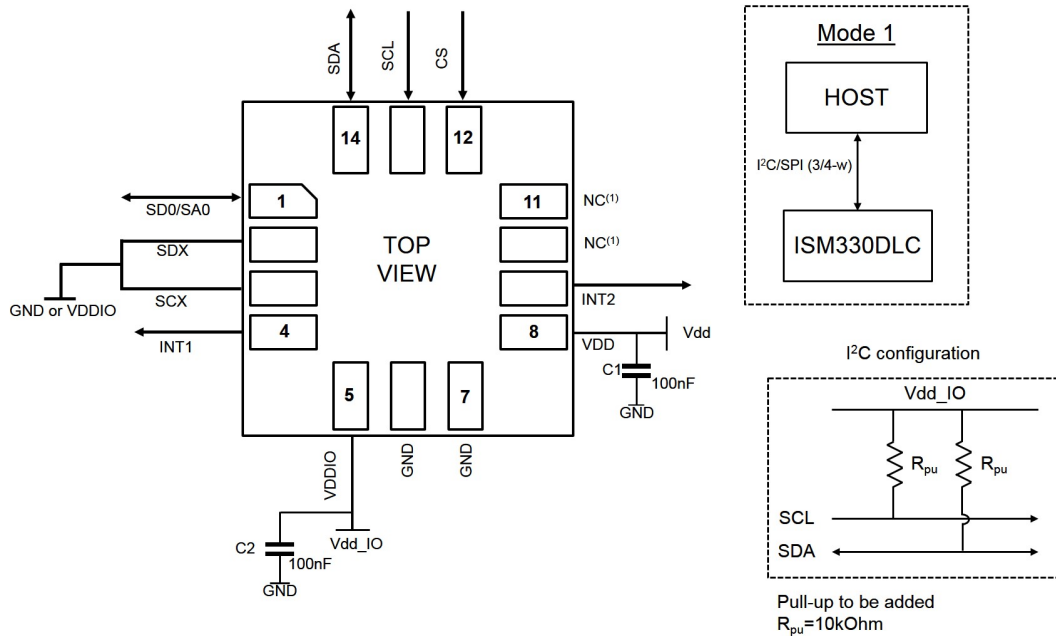 SDA
SCL
CS
14
12
1
SD0/SA0
SDX
SCX
GND or VDDIO
4
INT1
TOP
VIEW
11
NC(1)
NC(1)
INT2
8
VDD
Vdd
C1
100nF
GND
5
7
VDDIO
GND
GND
C2
100nF
GND
Vdd_IO
Mode 1
HOST
I²C/SPI (3/4-w)
ISM330DLC
I²C configuration
Vdd_IO
Rpu
Rpu
SCL
SDA
Pull-up to be added
Rpu=10kOhm